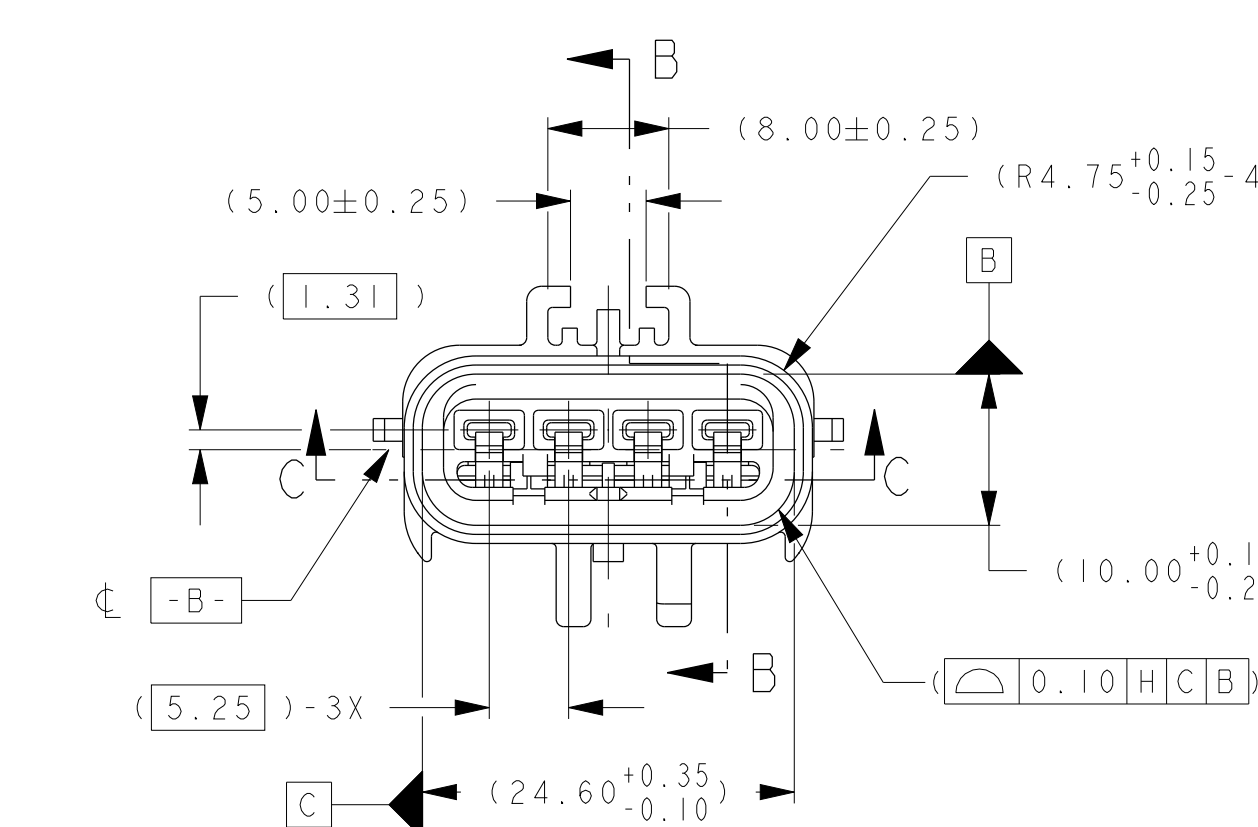 B
(8.00±0.25)
(R4.75 +0.15 -0.25 -4
(5.00±0.25)
B
(1.31)
C
C
(10.00 +0.1 -0.2
℄ -B-
B
(⌓ 0.10 H C B)
(5.25)-3X
(24.60 +0.35 -0.10)
C